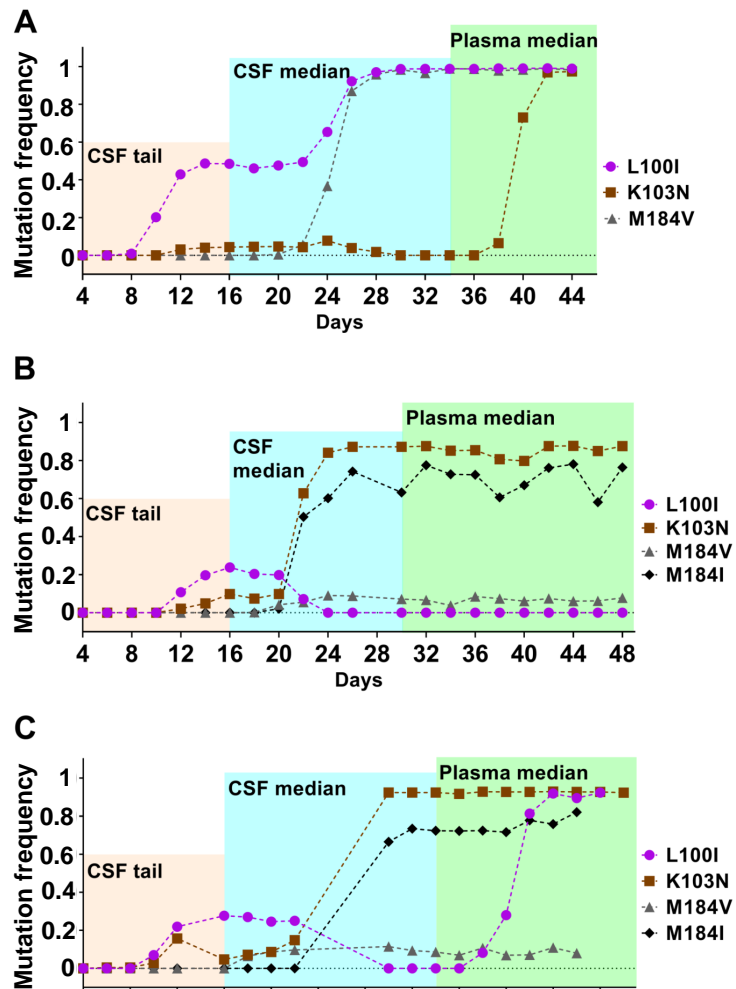 A
Plasma median
CSF median
CSF tail
Mutation frequency
1
0.8
0.6
0.4
0.2
0
4 8 12 16 20 24 28 32 36 40 44
Days
L100I
K103N
M184V
B
Plasma median
CSF
median
CSF tail
Mutation frequency
1
0.8
0.6
0.4
0.2
0
4 8 12 16 20 24 28 32 36 40 44 48
Days
L100I
K103N
M184V
M184I
C
Plasma median
CSF median
CSF tail
Mutation frequency
1
0.8
0.6
0.4
0.2
0
L100I
K103N
M184V
M184I